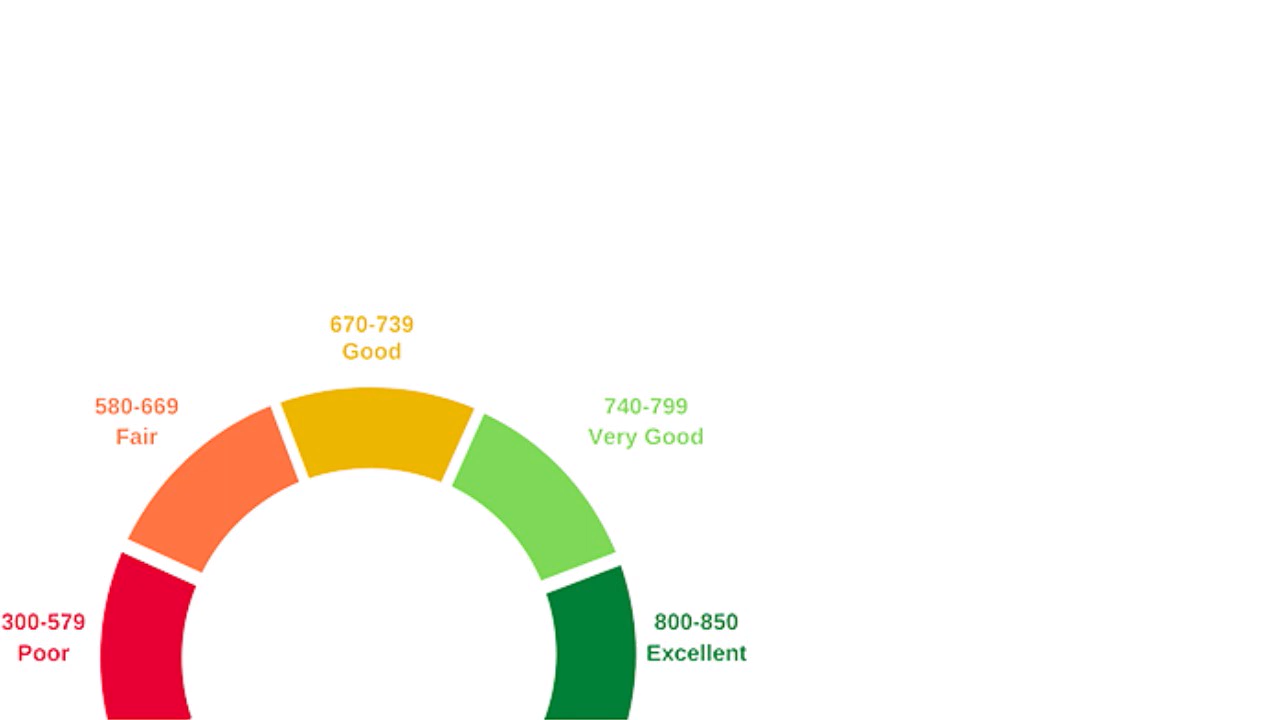 670-739
Good
580-669
Fair
740-799
Very Good
300-579
Poor
800-850
Excellent